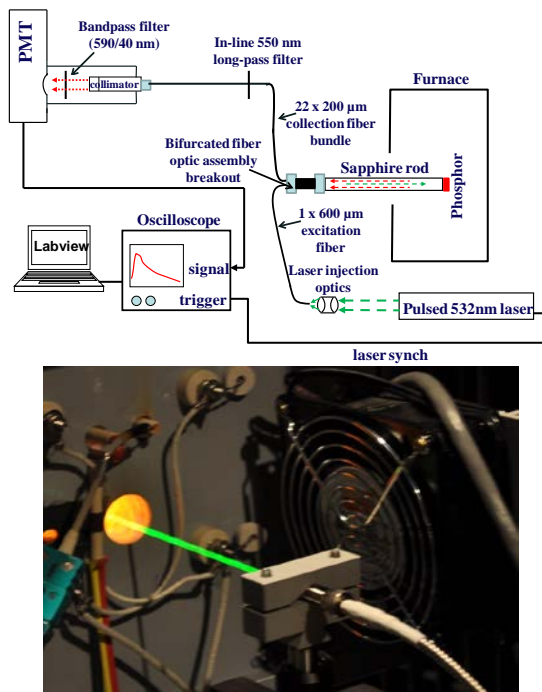 Bandpass filter
(590/40 nm)
PMT
collimator
In-line 550 nm
long-pass filter
Furnace
22 x 200 µm
collection fiber
bundle
Bifurcated fiber
optic assembly
breakout
Sapphire rod
Phosphor
1 x 600 µm
excitation
fiber
Oscilloscope
Labview
signal
trigger
Laser injection
optics
Pulsed 532nm laser
laser synch